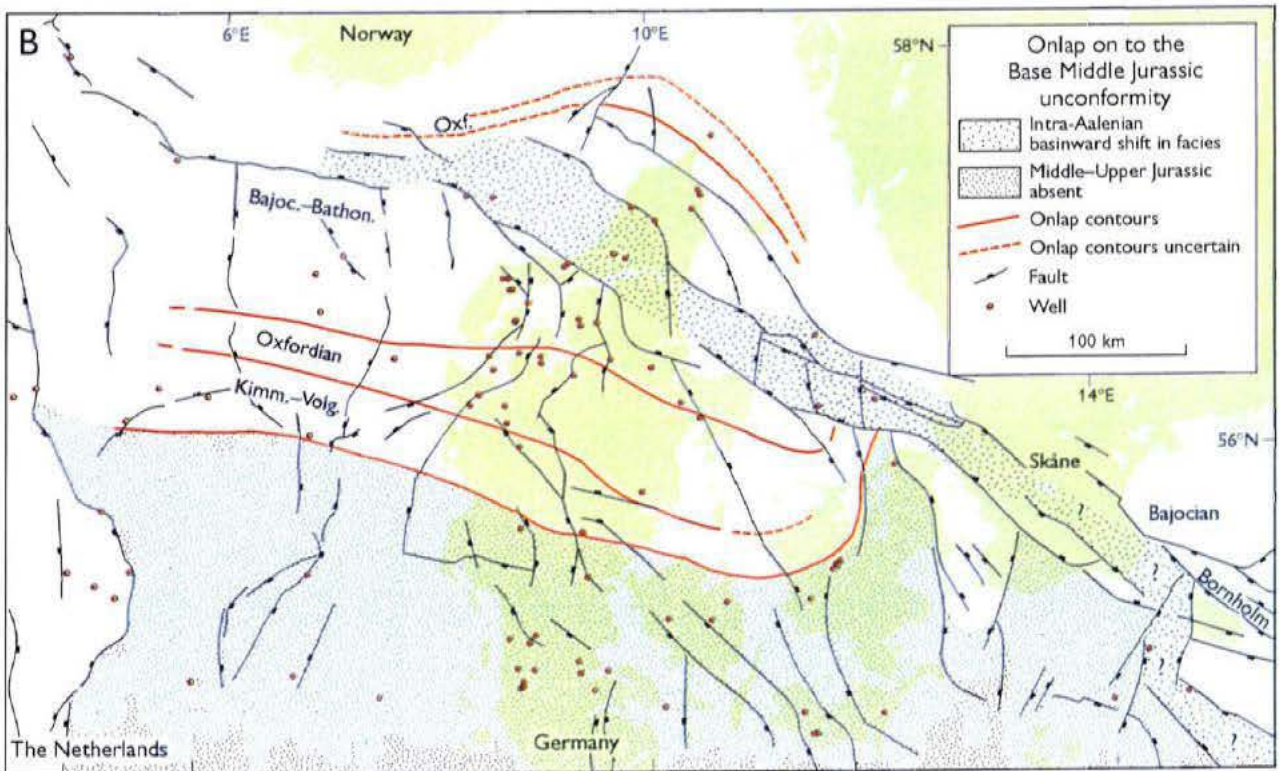 B
6°E
Norway
10°E
58°N
Onlap on to the
Base Middle Jurassic
unconformity
Intra-Aalenian
basinward shift in facies
Middle–Upper Jurassic
absent
Onlap contours
Onlap contours uncertain
Fault
Well
100 km
Oxf.
Bajoc.–Bathon.
Oxfordian
Kimm.–Volg.
14°E
56°N
Skåne
?
Bajocian
?
Bornholm
?
?
The Netherlands
Germany